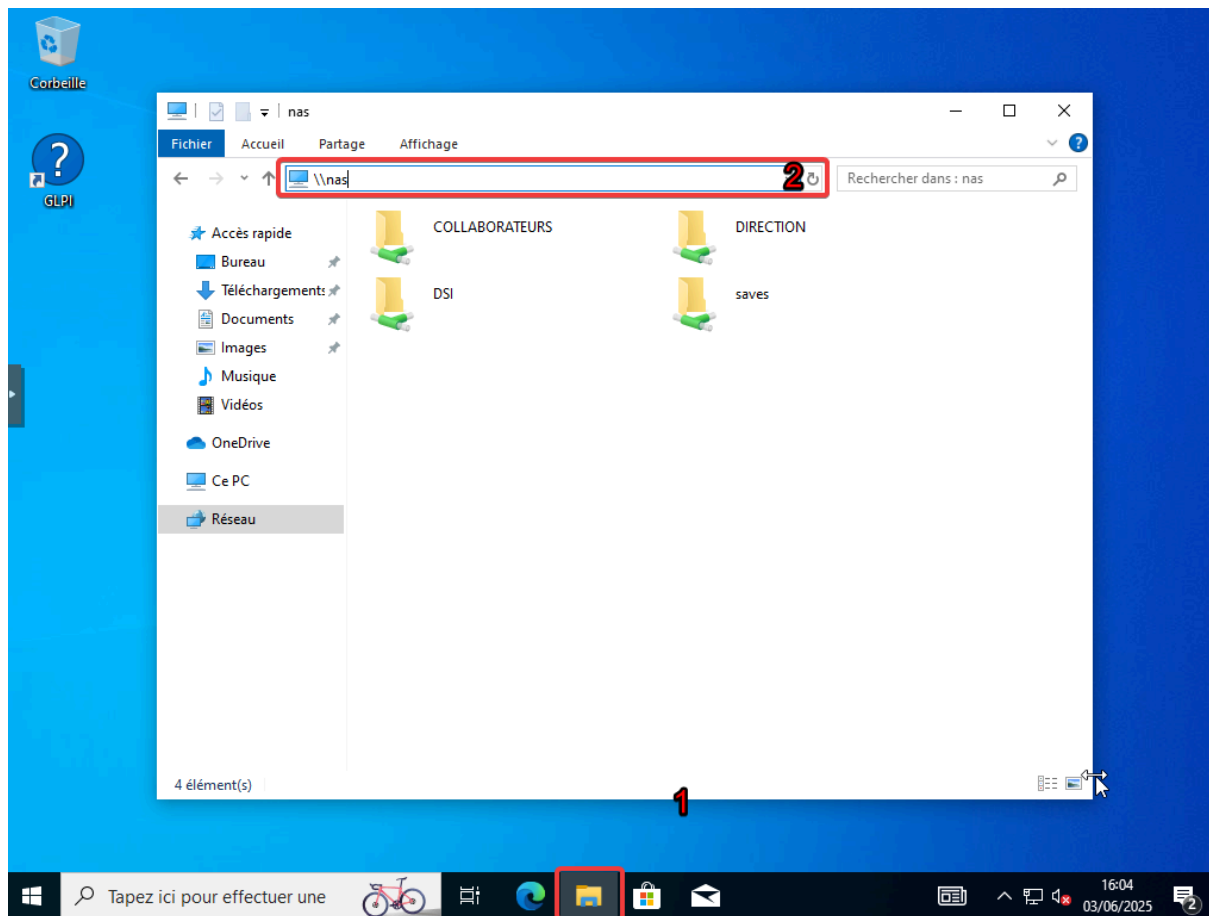 Corbeille
GLPI
nas
Fichier Accueil Partage Affichage
\\nas
2
Rechercher dans : nas
Accès rapide
Bureau
Téléchargements
Documents
Images
Musique
Vidéos
OneDrive
Ce PC
Réseau
COLLABORATEURS
DIRECTION
DSI
saves
4 élément(s)
1
Tapez ici pour effectuer une
16:04
03/06/2025
2